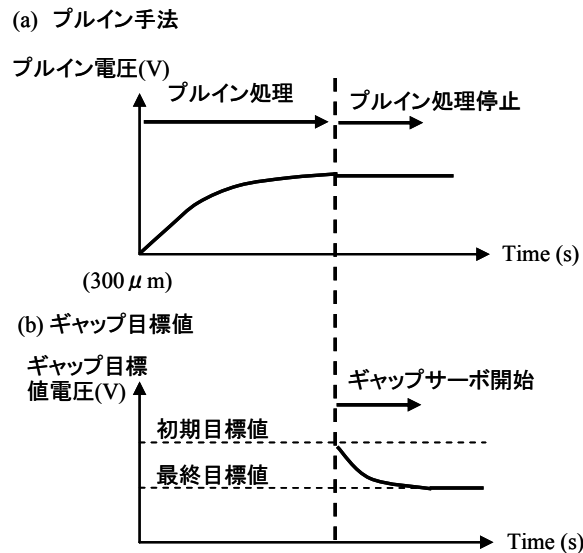 (a) プルイン手法
プルイン電圧(V)
プルイン処理
プルイン処理停止
Time (s)
(300μm)
(b) ギャップ目標値
ギャップ目標
値電圧(V)
ギャップサーボ開始
初期目標値
最終目標値
Time (s)